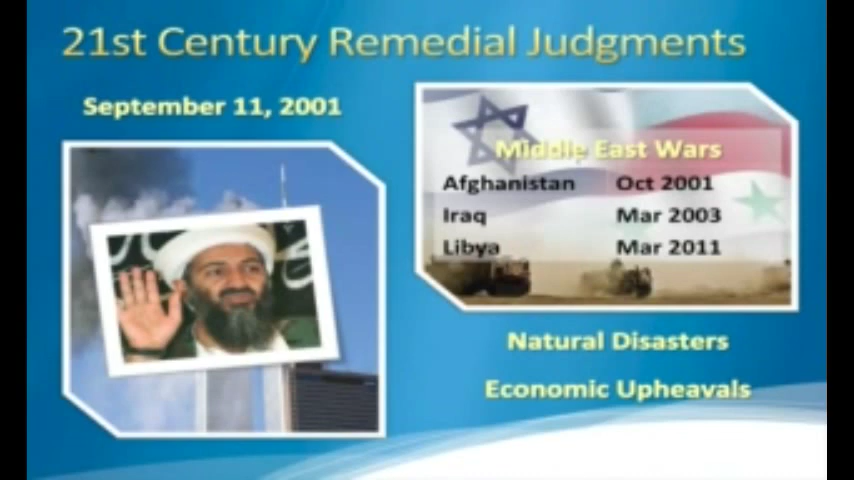 21st Century Remedial Judgments
September 11, 2001
Middle East Wars
Afghanistan Oct 2001
Iraq Mar 2003
Libya Mar 2011
Natural Disasters
Economic Upheavals